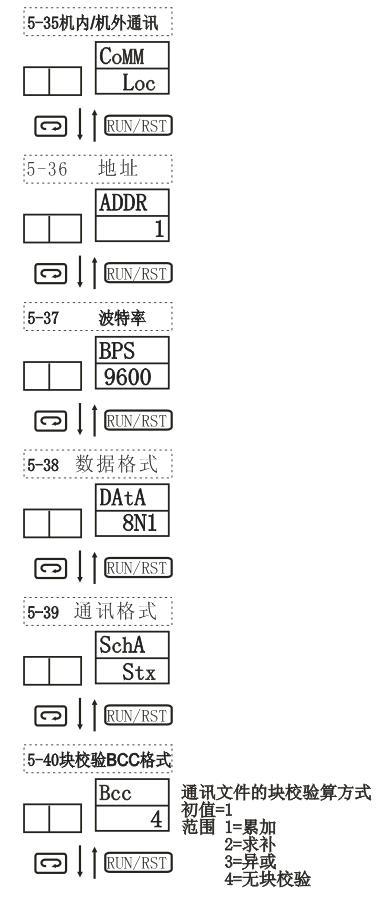 5-35机内/机外通讯
CoMM
Loc
RUN/RST
5-36 地址
ADDR
1
RUN/RST
5-37 波特率
BPS
9600
RUN/RST
5-38 数据格式
DAtA
8N1
RUN/RST
5-39 通讯格式
SchA
Stx
RUN/RST
5-40块校验BCC格式
Bcc
4
通讯文件的块校验算方式
初值=1
范围 1=累加
2=求补
3=异或
4=无块校验
RUN/RST